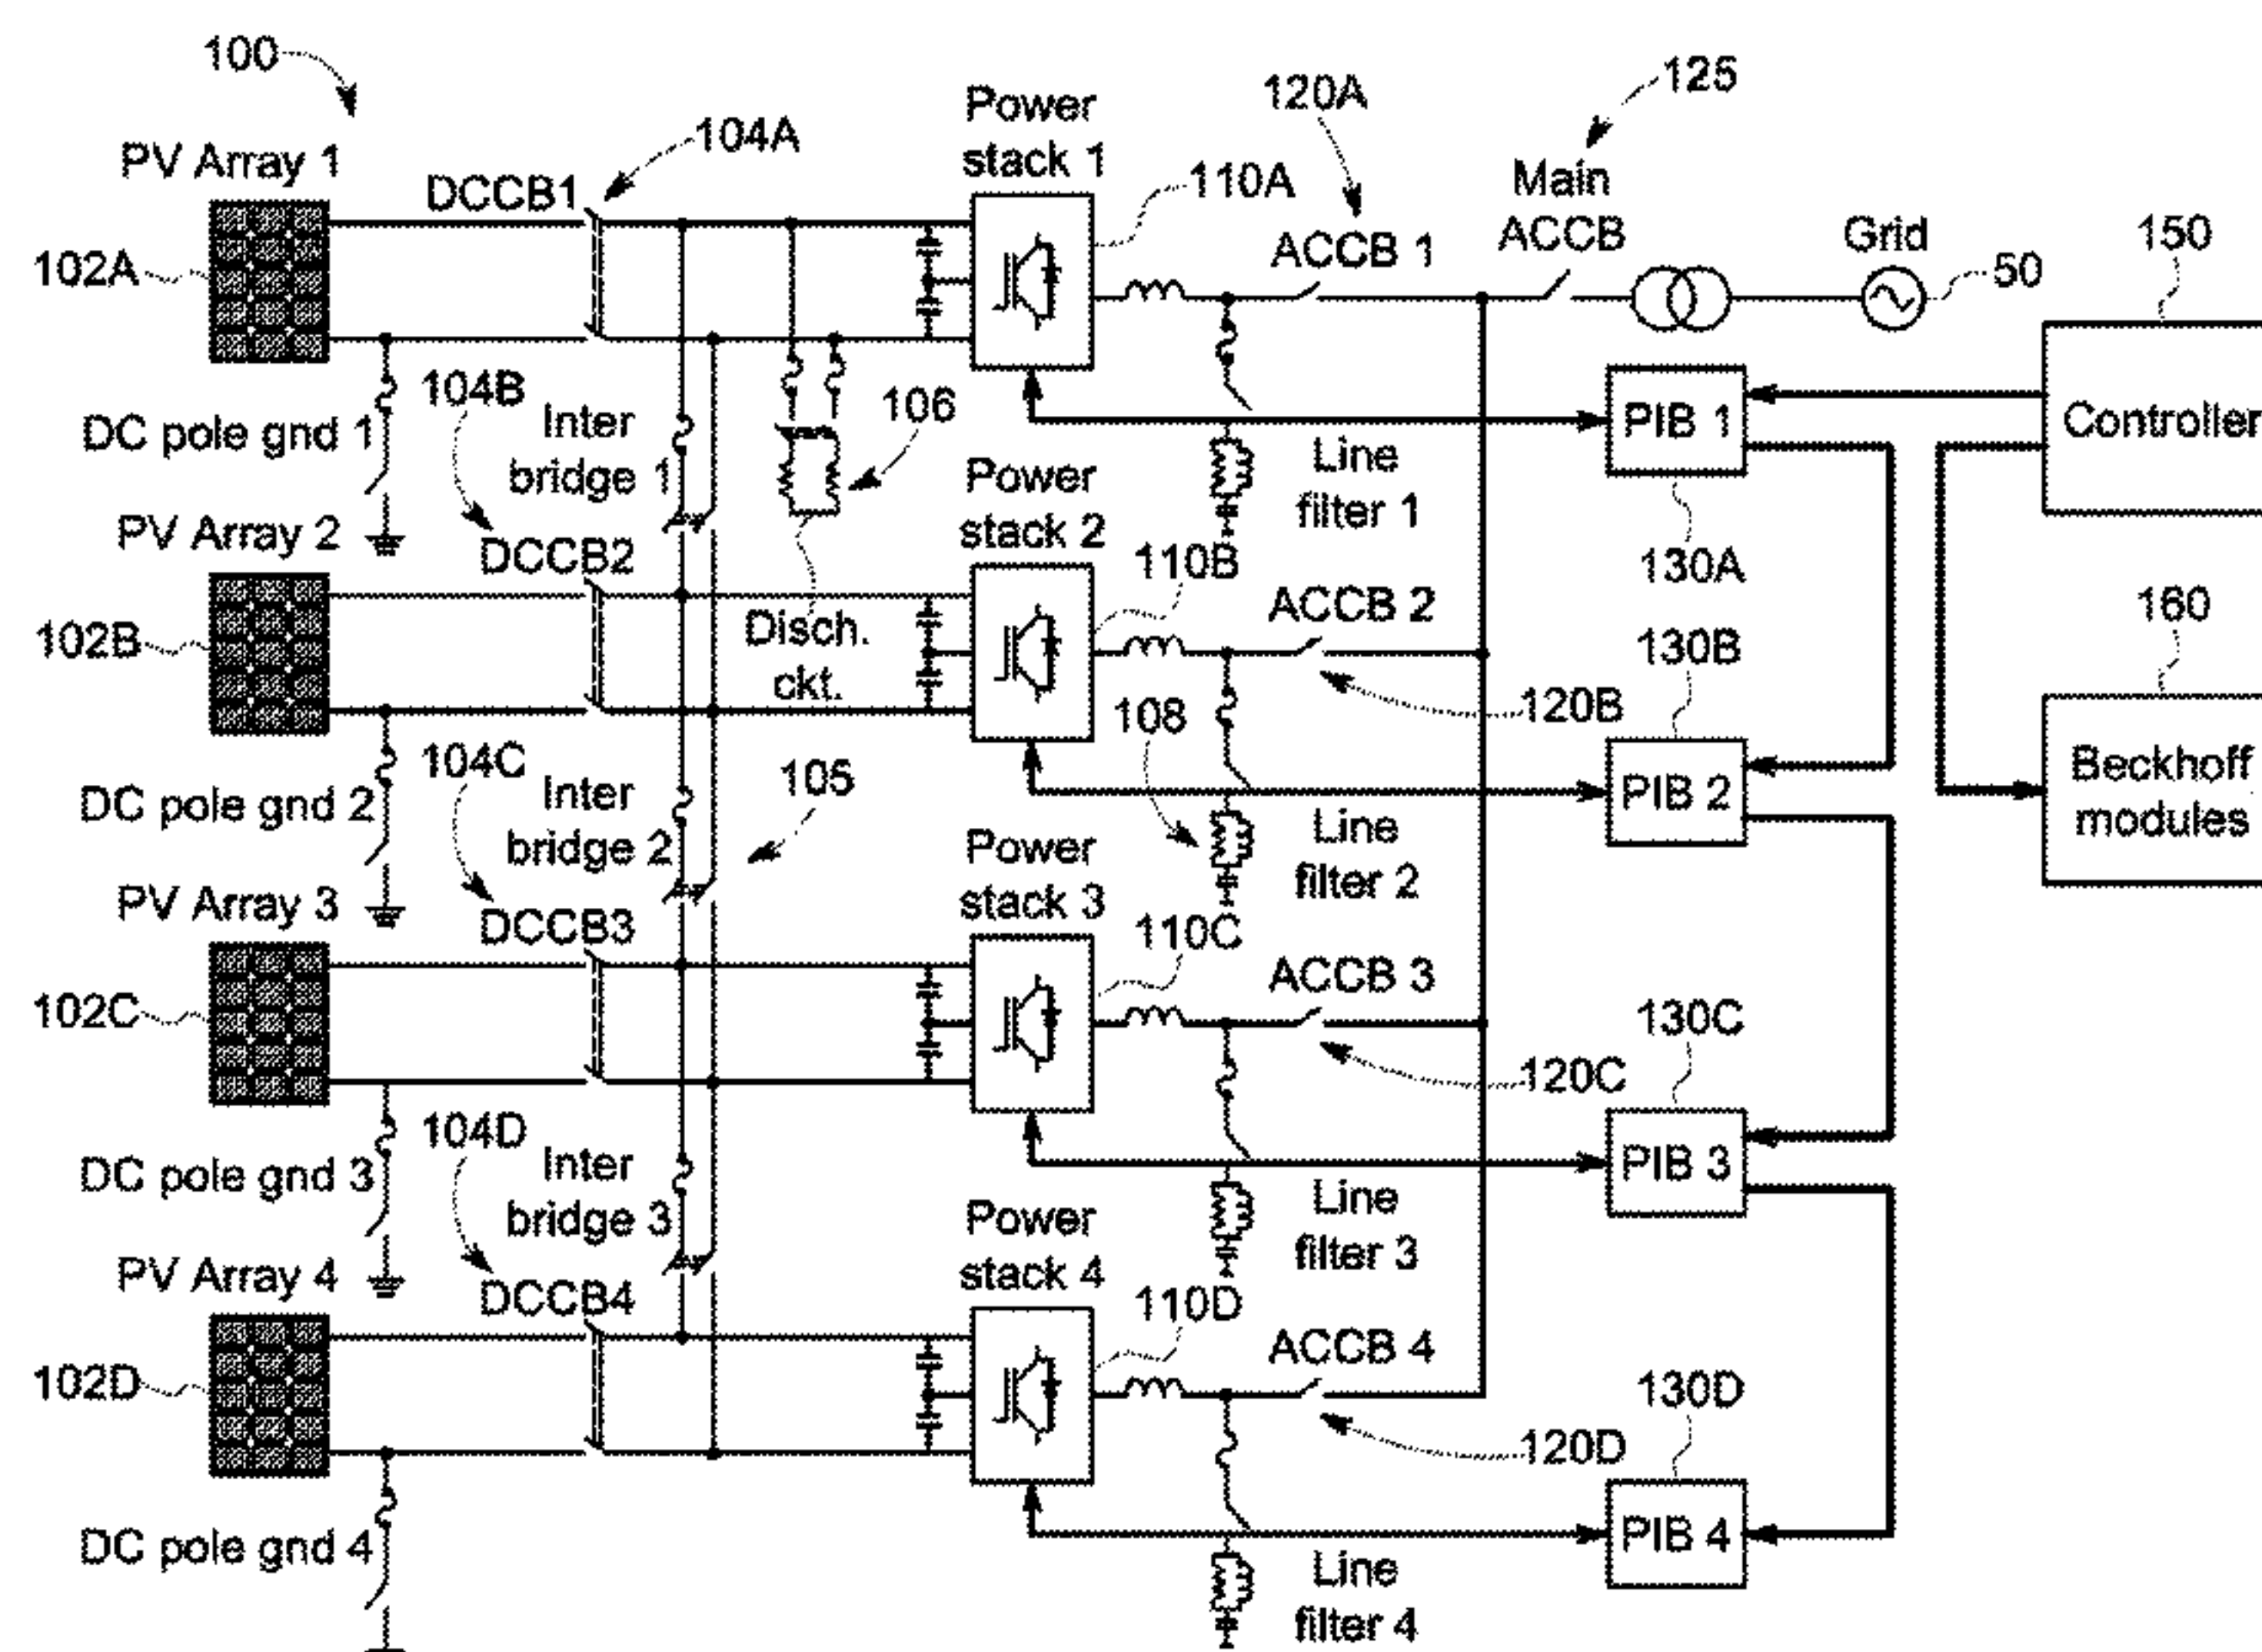 100
PV Array 1
102A
DC pole gnd 1
DCCB1
104A
Power
stack 1
110A
120A
ACCB 1
125
Main
ACCB
Grid
50
150
Controller
PIB 1
130A
Line
filter 1
104B
Inter
bridge 1
106
Disch.
ckt.
PV Array 2
102B
DC pole gnd 2
DCCB2
Power
stack 2
110B
ACCB 2
120B
108
Line
filter 2
130B
PIB 2
160
Beckhoff
modules
104C
Inter
bridge 2
105
PV Array 3
102C
DC pole gnd 3
DCCB3
Power
stack 3
110C
ACCB 3
120C
Line
filter 3
130C
PIB 3
104D
Inter
bridge 3
PV Array 4
102D
DC pole gnd 4
DCCB4
Power
stack 4
110D
ACCB 4
120D
Line
filter 4
130D
PIB 4